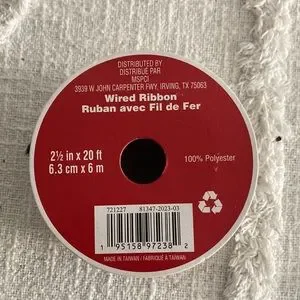 DISTRIBUTED BY
DISTRIBUÉ PAR
MSPCI
3939 W JOHN CARPENTER FWY, IRVING, TX 75063
Wired Ribbon
Ruban avec Fil de Fer
2½ in x 20 ft
6.3 cm x 6 m
100% Polyester
721227 81347-2023-03
1 95158 97238 2
MADE IN TAIWAN / FABRIQUÉ À TAIWAN